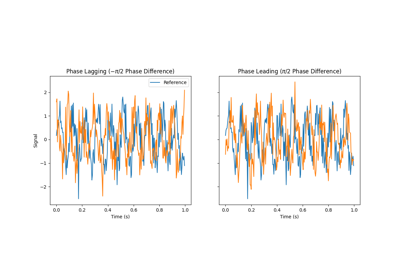 Phase Lagging (−π/2 Phase Difference)
Reference
2
1
0
−1
−2
Signal
0.0 0.2 0.4 0.6 0.8 1.0
Time (s)
Phase Leading (π/2 Phase Difference)
0.0 0.2 0.4 0.6 0.8 1.0
Time (s)